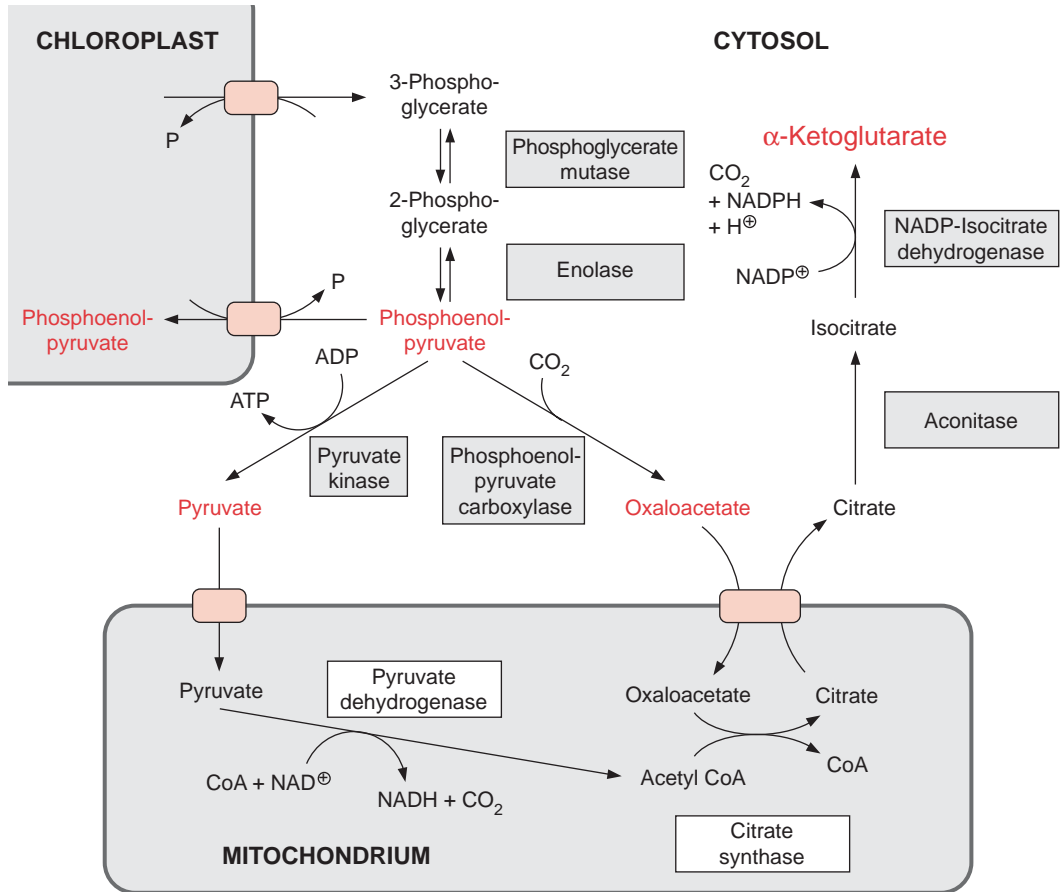 CHLOROPLAST
CYTOSOL
3-Phospho-
glycerate
P
Phosphoglycerate
mutase
α-Ketoglutarate
CO₂
+ NADPH
+ H⊕
NADP⊕
NADP-Isocitrate
dehydrogenase
2-Phospho-
glycerate
Enolase
P
Phosphoenol-
pyruvate
Phosphoenol-
pyruvate
Isocitrate
ADP
ATP
CO₂
Aconitase
Pyruvate
kinase
Phosphoenol-
pyruvate
carboxylase
Pyruvate
Oxaloacetate
Citrate
Pyruvate
Pyruvate
dehydrogenase
Oxaloacetate
Citrate
CoA + NAD⊕
NADH + CO₂
Acetyl CoA
CoA
Citrate
synthase
MITOCHONDRIUM